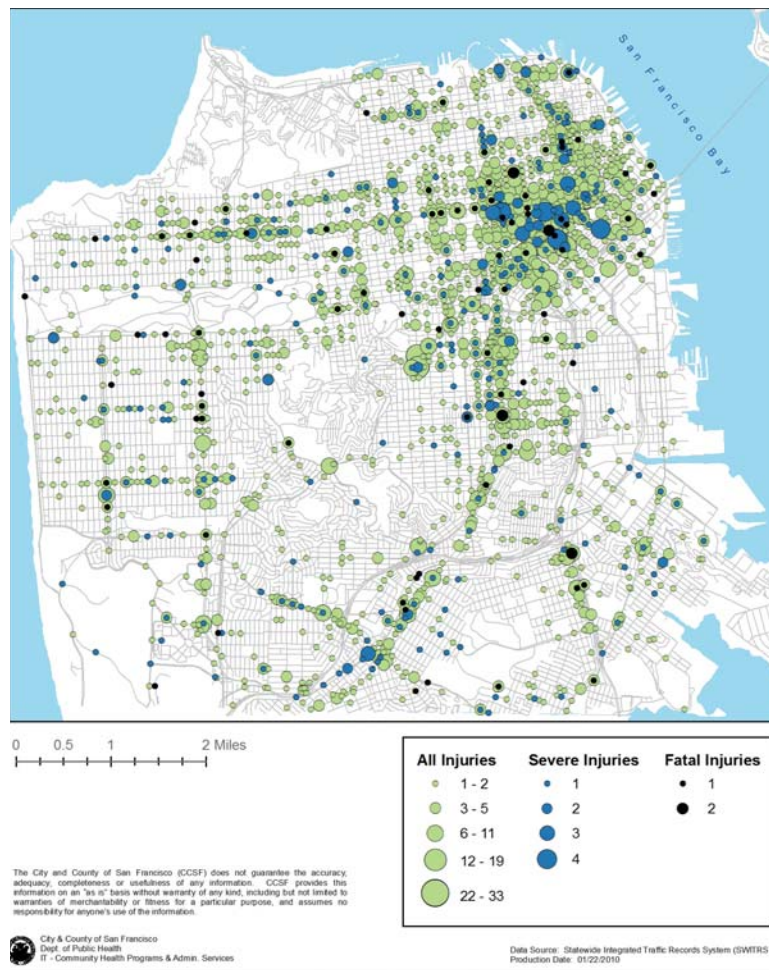 San Francisco Bay
0 0.5 1 2 Miles
All Injuries
1 - 2
3 - 5
6 - 11
12 - 19
22 - 33
Severe Injuries
1
2
3
4
Fatal Injuries
1
2
The City and County of San Francisco (CCSF) does not guarantee the accuracy,
adequacy, completeness or usefulness of any information. CCSF provides this
information on an "as is" basis without warranty of any kind, including but not limited to
warranties of merchantability or fitness for a particular purpose, and assumes no
responsibility for anyone's use of the information.
City & County of San Francisco
Dept. of Public Health
IT - Community Health Programs & Admin. Services
Data Source: Statewide Integrated Traffic Records System (SWITRS
Production Date: 01/22/2010